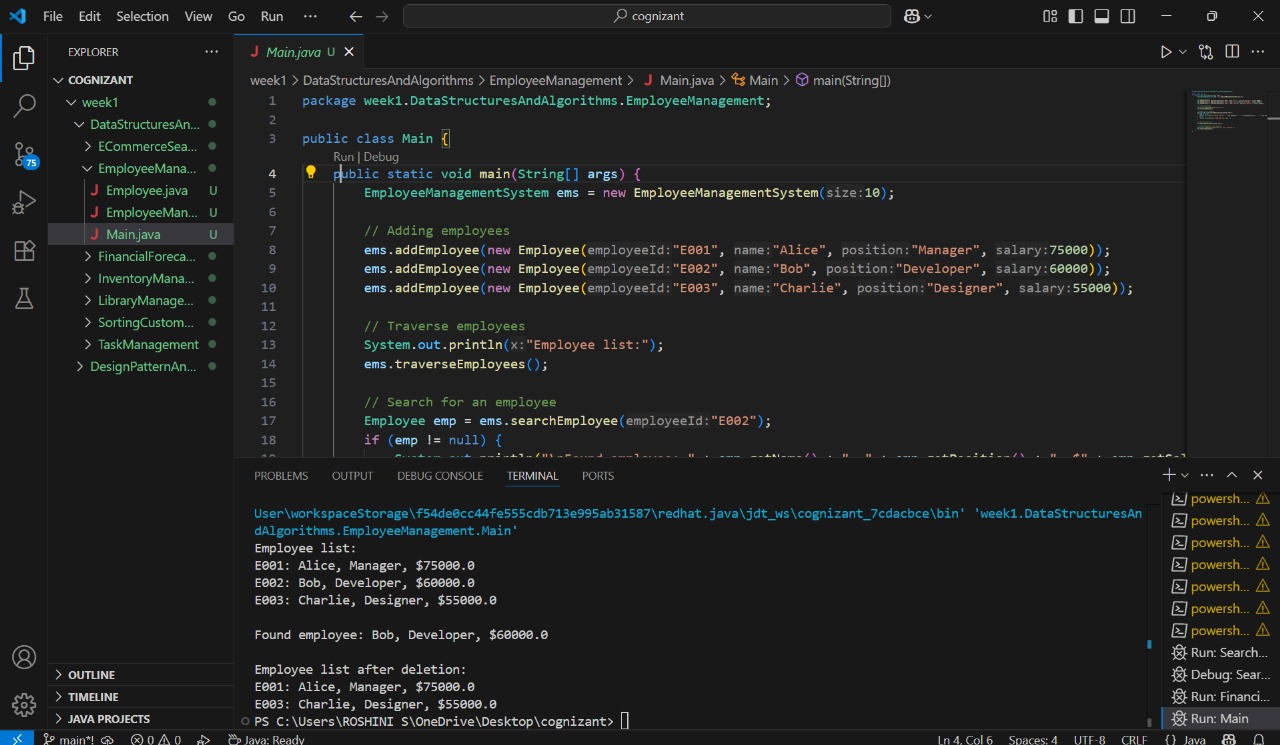 File Edit Selection View Go Run ··· cognizant
EXPLORER ···
COGNIZANT
week1
DataStructuresAn...
ECommerceSea...
EmployeeMana...
J Employee.java U
J EmployeeMan... U
J Main.java U
FinancialForeca...
InventoryMana...
LibraryManage...
SortingCustom...
TaskManagement
DesignPatternAn...
OUTLINE
TIMELINE
JAVA PROJECTS
75
J Main.java U
week1 > DataStructuresAndAlgorithms > EmployeeManagement > J Main.java > Main > main(String[])
1 package week1.DataStructuresAndAlgorithms.EmployeeManagement;
2
3 public class Main {
Run | Debug
4 public static void main(String[] args) {
5 EmployeeManagementSystem ems = new EmployeeManagementSystem(size:10);
6
7 // Adding employees
8 ems.addEmployee(new Employee(employeeId:"E001", name:"Alice", position:"Manager", salary:75000));
9 ems.addEmployee(new Employee(employeeId:"E002", name:"Bob", position:"Developer", salary:60000));
10 ems.addEmployee(new Employee(employeeId:"E003", name:"Charlie", position:"Designer", salary:55000));
11
12 // Traverse employees
13 System.out.println(x:"Employee list:");
14 ems.traverseEmployees();
15
16 // Search for an employee
17 Employee emp = ems.searchEmployee(employeeId:"E002");
18 if (emp != null) {
PROBLEMS OUTPUT DEBUG CONSOLE TERMINAL PORTS
User\workspaceStorage\f54de0cc44fe555cdb713e995ab31587\redhat.java\jdt_ws\cognizant_7cdacbce\bin' 'week1.DataStructuresAn
dAlgorithms.EmployeeManagement.Main'
Employee list:
E001: Alice, Manager, $75000.0
E002: Bob, Developer, $60000.0
E003: Charlie, Designer, $55000.0
Found employee: Bob, Developer, $60000.0
Employee list after deletion:
E001: Alice, Manager, $75000.0
E003: Charlie, Designer, $55000.0
PS C:\Users\ROSHINI S\OneDrive\Desktop\cognizant>
powersh...
powersh...
powersh...
powersh...
powersh...
powersh...
powersh...
Run: Search...
Debug: Sear...
Run: Financi...
Run: Main
main*! 0 0 Java: Ready Ln 4, Col 6 Spaces: 4 UTF-8 CRLF {} Java